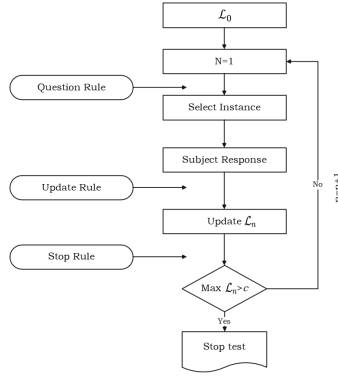 ℒ₀
N=1
Question Rule
Select Instance
Subject Response
No
n=n+1
Update Rule
Update ℒₙ
Stop Rule
Max ℒₙ>c
Yes
Stop test